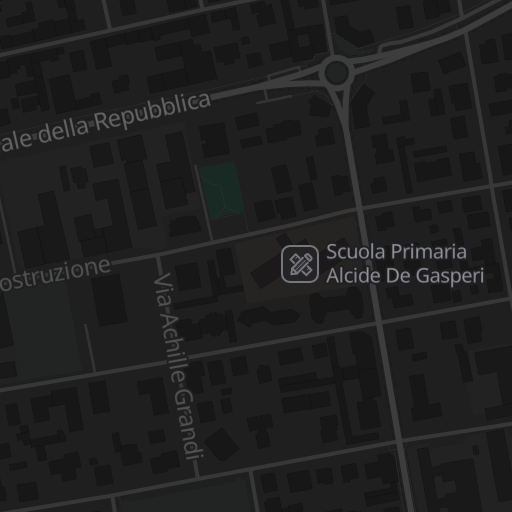 ale della Repubblica
Scuola Primaria
Alcide De Gasperi
ostruzione
Via Achille Grandi